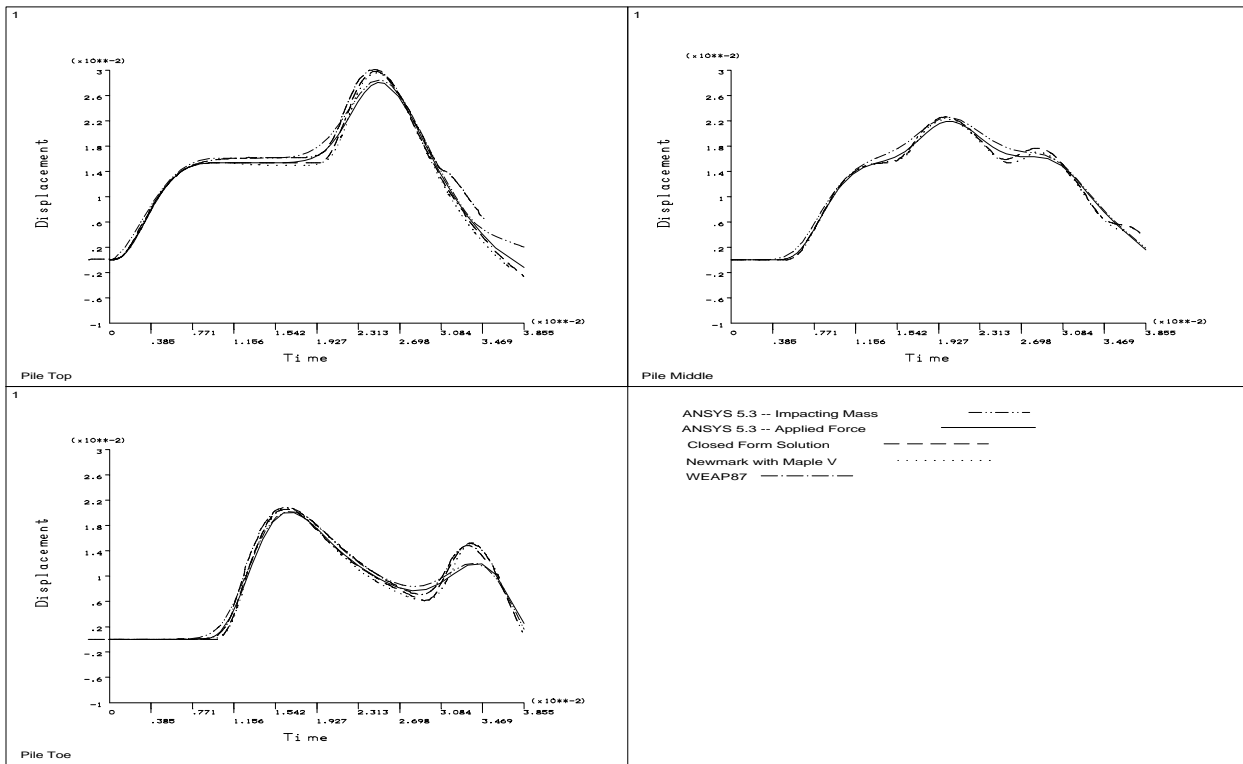 1
(x10**-2)
3
2.6
2.2
1.8
1.4
1
.6
.2
-.2
-.6
-1
Displacement
(x10**-2)
0 .771 1.542 2.313 3.084 3.855
.385 1.156 1.927 2.698 3.469
Time
Pile Top
1
(x10**-2)
3
2.6
2.2
1.8
1.4
1
.6
.2
-.2
-.6
-1
Displacement
(x10**-2)
0 .771 1.542 2.313 3.084 3.855
.385 1.156 1.927 2.698 3.469
Time
Pile Middle
1
(x10**-2)
3
2.6
2.2
1.8
1.4
1
.6
.2
-.2
-.6
-1
Displacement
(x10**-2)
0 .771 1.542 2.313 3.084 3.855
.385 1.156 1.927 2.698 3.469
Time
Pile Toe
ANSYS 5.3 -- Impacting Mass
ANSYS 5.3 -- Applied Force
Closed Form Solution
Newmark with Maple V
WEAP87